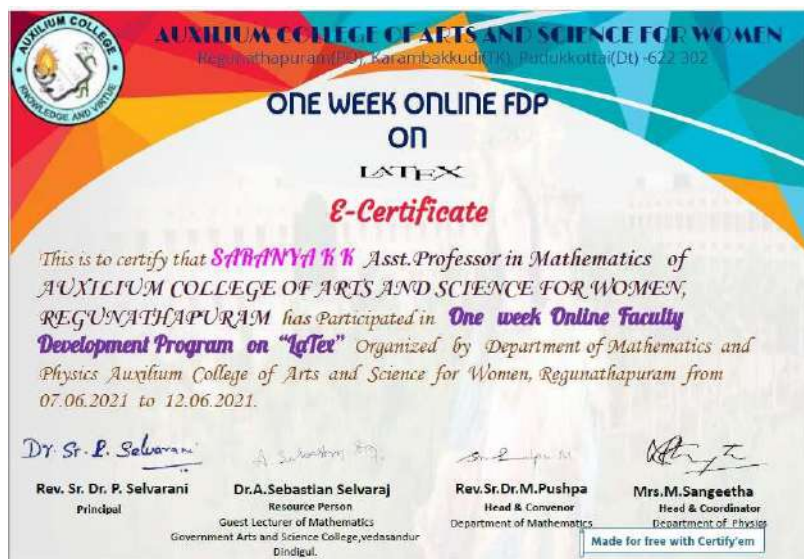 AUXILIUM COLLEGE
KNOWLEDGE AND VIRTUE
AUXILIUM COLLEGE OF ARTS AND SCIENCE FOR WOMEN
Regunathapuram(PO), Karambakkudi(TK), Pudukkottai(Dt) -622 302
ONE WEEK ONLINE FDP
ON
LATEX
E-Certificate
This is to certify that SARANYA K K Asst.Professor in Mathematics of
AUXILIUM COLLEGE OF ARTS AND SCIENCE FOR WOMEN,
REGUNATHAPURAM has Participated in One week Online Faculty
Development Program on "LaTex" Organized by Department of Mathematics and
Physics Auxilium College of Arts and Science for Women, Regunathapuram from
07.06.2021 to 12.06.2021.
Dr. Sr. P. Selvarani
Rev. Sr. Dr. P. Selvarani
Principal
Dr.A.Sebastian Selvaraj
Resource Person
Guest Lecturer of Mathematics
Government Arts and Science College,vedasandur
Dindigul.
Rev.Sr.Dr.M.Pushpa
Head & Convenor
Department of Mathematics
Mrs.M.Sangeetha
Head & Coordinator
Department of Physics
Made for free with Certify'em